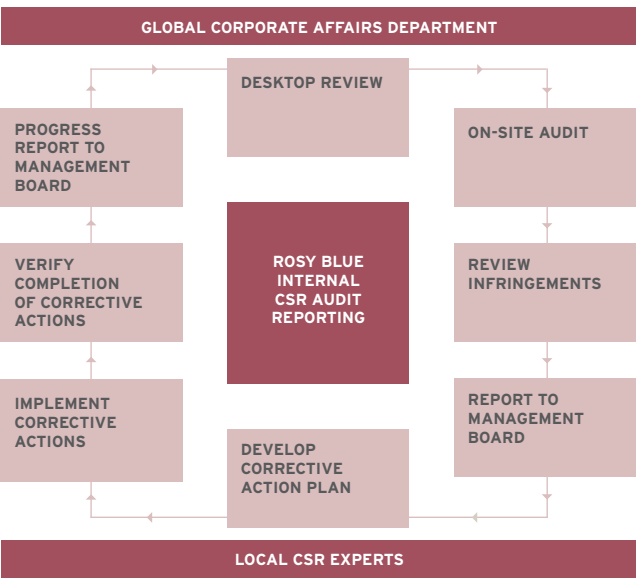 GLOBAL CORPORATE AFFAIRS DEPARTMENT
DESKTOP REVIEW
ON-SITE AUDIT
REVIEW
INFRINGEMENTS
REPORT TO
MANAGEMENT
BOARD
DEVELOP
CORRECTIVE
ACTION PLAN
IMPLEMENT
CORRECTIVE
ACTIONS
VERIFY
COMPLETION
OF CORRECTIVE
ACTIONS
PROGRESS
REPORT TO
MANAGEMENT
BOARD
ROSY BLUE
INTERNAL
CSR AUDIT
REPORTING
LOCAL CSR EXPERTS